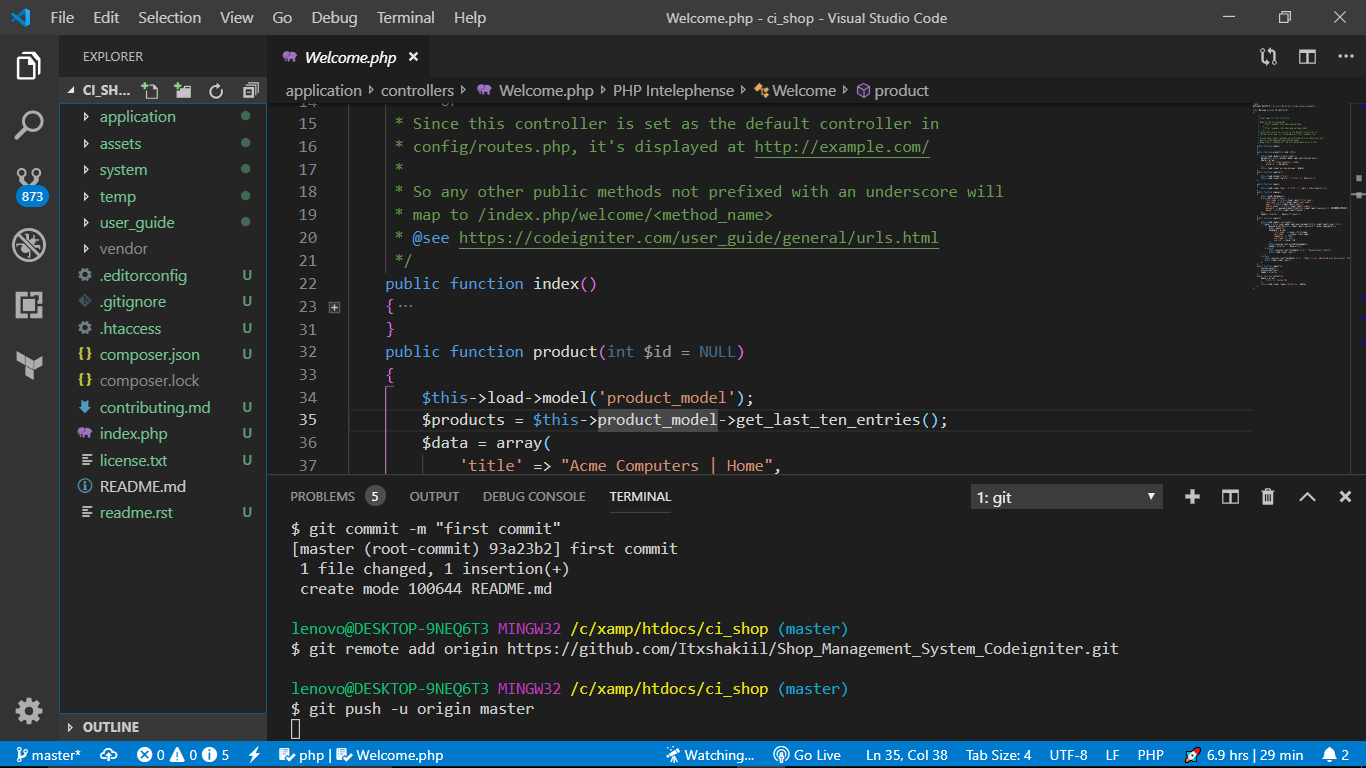 File Edit Selection View Go Debug Terminal Help
Welcome.php - ci_shop - Visual Studio Code
EXPLORER
CI_SH...
application
assets
system
temp
user_guide
vendor
.editorconfig U
.gitignore U
.htaccess U
composer.json U
composer.lock
contributing.md U
index.php U
license.txt U
README.md
readme.rst U
OUTLINE
873
Welcome.php
application controllers Welcome.php PHP Intelephense Welcome product
15 * Since this controller is set as the default controller in
16 * config/routes.php, it's displayed at http://example.com/
17 *
18 * So any other public methods not prefixed with an underscore will
19 * map to /index.php/welcome/<method_name>
20 * @see https://codeigniter.com/user_guide/general/urls.html
21 */
22 public function index()
23 {...
31 }
32 public function product(int $id = NULL)
33 {
34 $this->load->model('product_model');
35 $products = $this->product_model->get_last_ten_entries();
36 $data = array(
37 'title' => "Acme Computers | Home",
PROBLEMS 5 OUTPUT DEBUG CONSOLE TERMINAL
1: git
$ git commit -m "first commit"
[master (root-commit) 93a23b2] first commit
1 file changed, 1 insertion(+)
create mode 100644 README.md
lenovo@DESKTOP-9NEQ6T3 MINGW32 /c/xamp/htdocs/ci_shop (master)
$ git remote add origin https://github.com/Itxshakiil/Shop_Management_System_Codeigniter.git
lenovo@DESKTOP-9NEQ6T3 MINGW32 /c/xamp/htdocs/ci_shop (master)
$ git push -u origin master
master* 0 0 5 php | Welcome.php Watching... Go Live Ln 35, Col 38 Tab Size: 4 UTF-8 LF PHP 6.9 hrs | 29 min 2